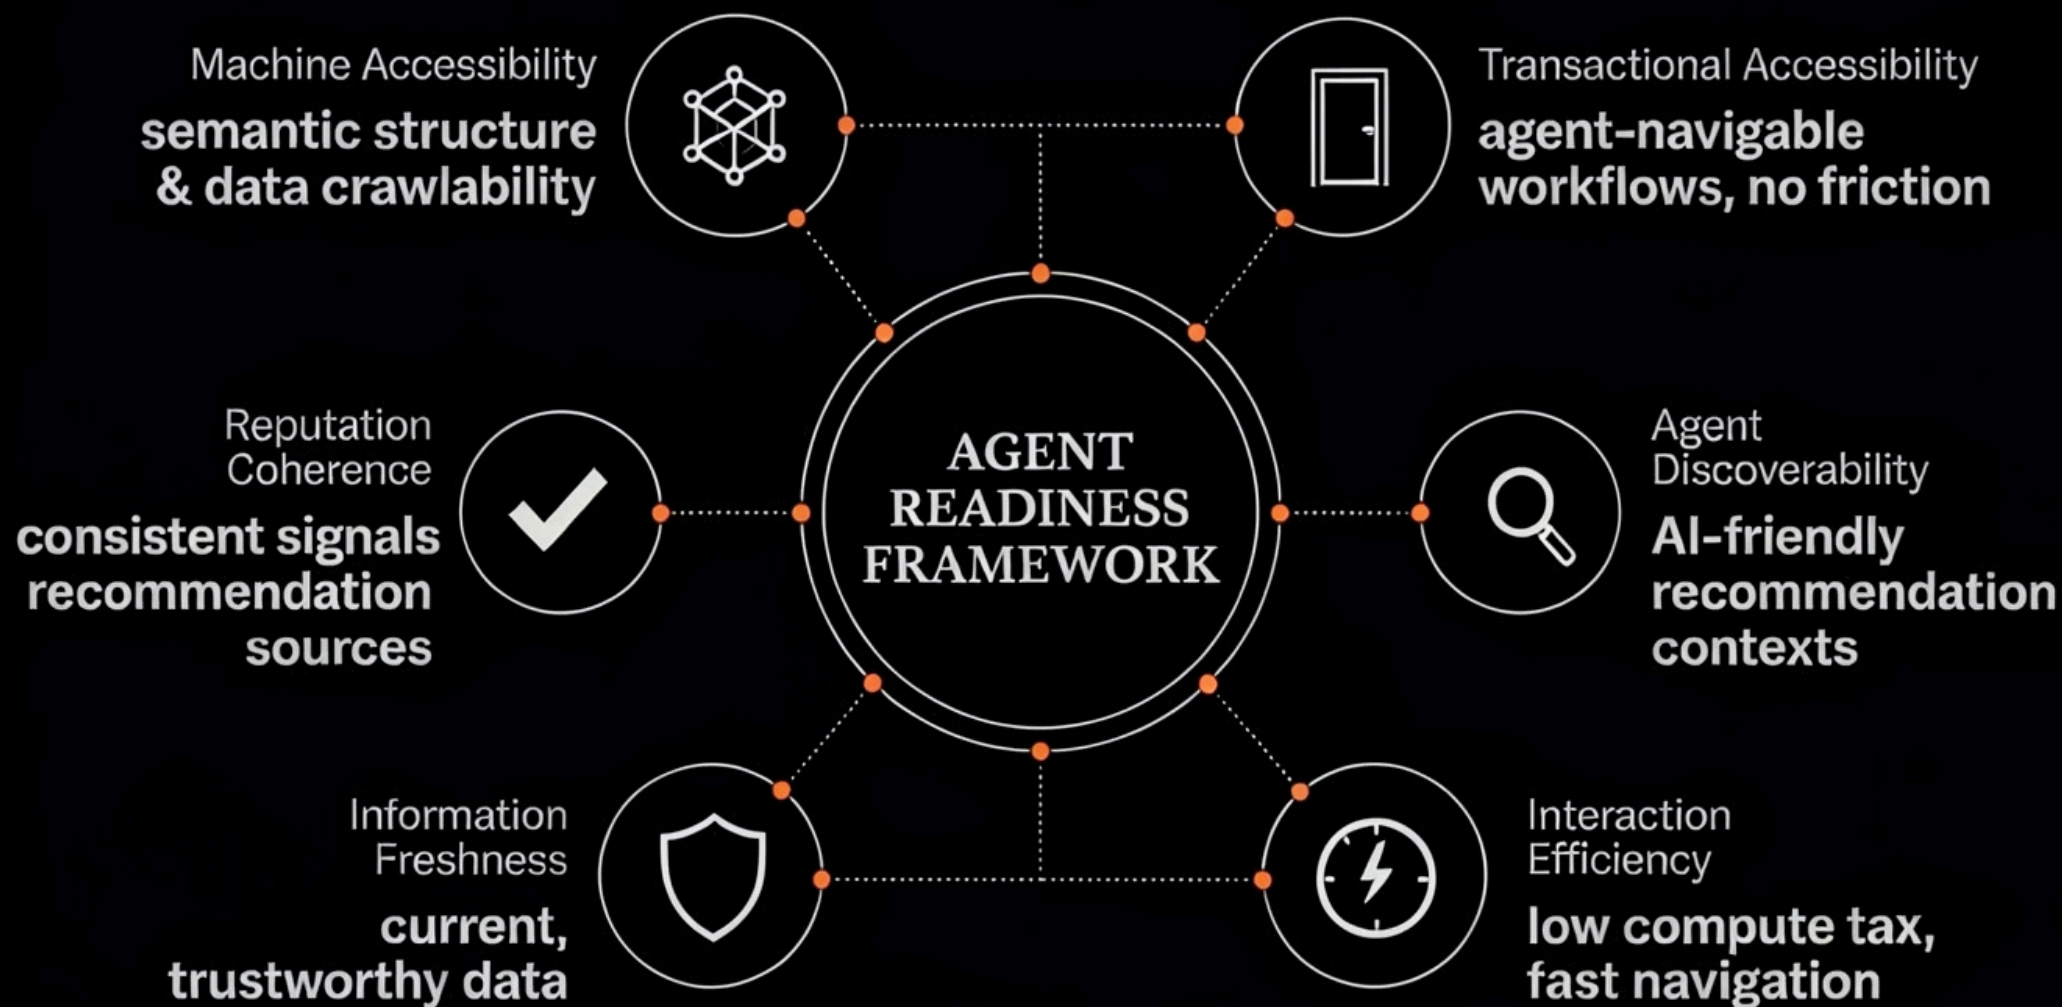 Machine Accessibility
semantic structure
& data crawlability
Transactional Accessibility
agent-navigable
workflows, no friction
Reputation
Coherence
consistent signals
recommendation
sources
AGENT
READINESS
FRAMEWORK
Agent
Discoverability
AI-friendly
recommendation
contexts
Information
Freshness
current,
trustworthy data
Interaction
Efficiency
low compute tax,
fast navigation